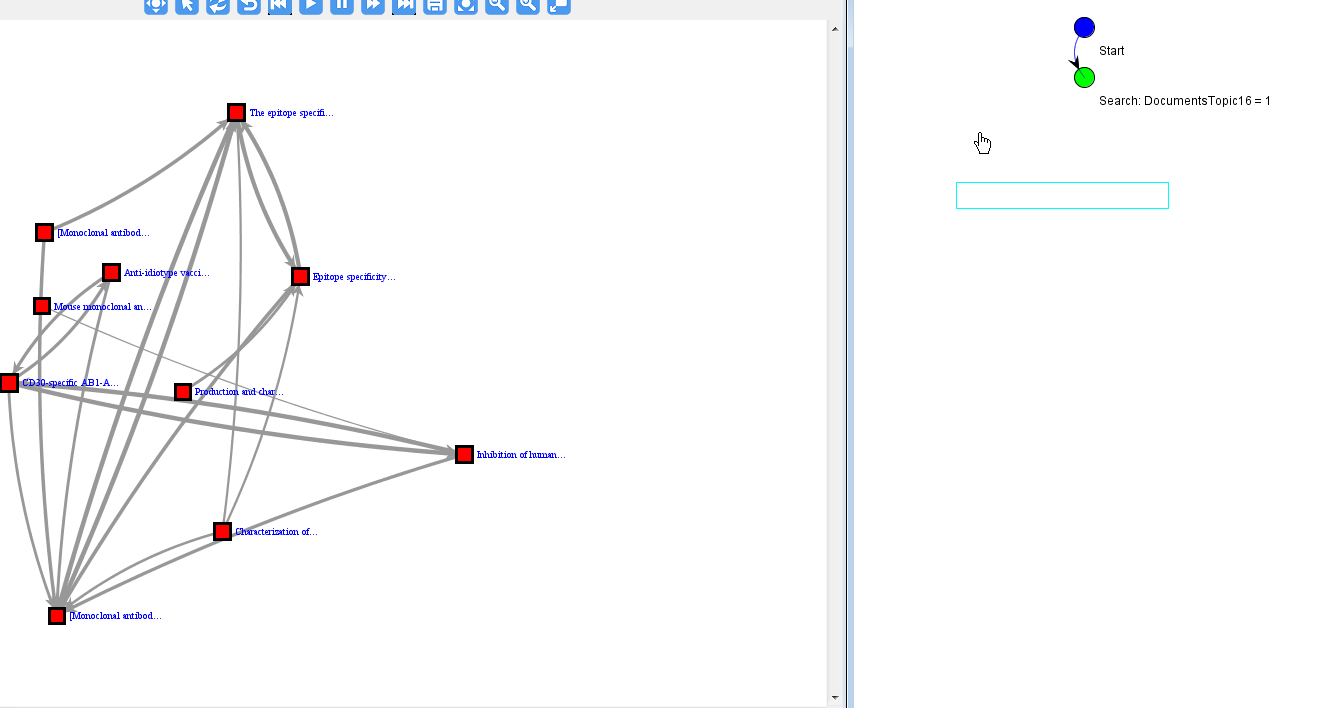 Start
Search: DocumentsTopic16 = 1
The epitope specifi...
[Monoclonal antibod...
Anti-idiotype vacci...
Epitope specificity...
Mouse monoclonal an...
CD30-specific AB1-A...
Production and char...
Inhibition of human...
Characterization of...
[Monoclonal antibod...